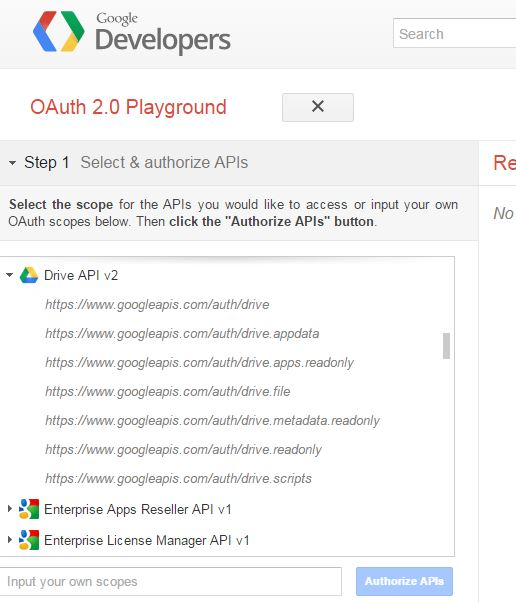 Google
Developers
Search
OAuth 2.0 Playground
Step 1 Select & authorize APIs
Re
Select the scope for the APIs you would like to access or input your own
OAuth scopes below. Then click the "Authorize APIs" button.
No
Drive API v2
https://www.googleapis.com/auth/drive
https://www.googleapis.com/auth/drive.appdata
https://www.googleapis.com/auth/drive.apps.readonly
https://www.googleapis.com/auth/drive.file
https://www.googleapis.com/auth/drive.metadata.readonly
https://www.googleapis.com/auth/drive.readonly
https://www.googleapis.com/auth/drive.scripts
Enterprise Apps Reseller API v1
Enterprise License Manager API v1
Input your own scopes
Authorize APIs